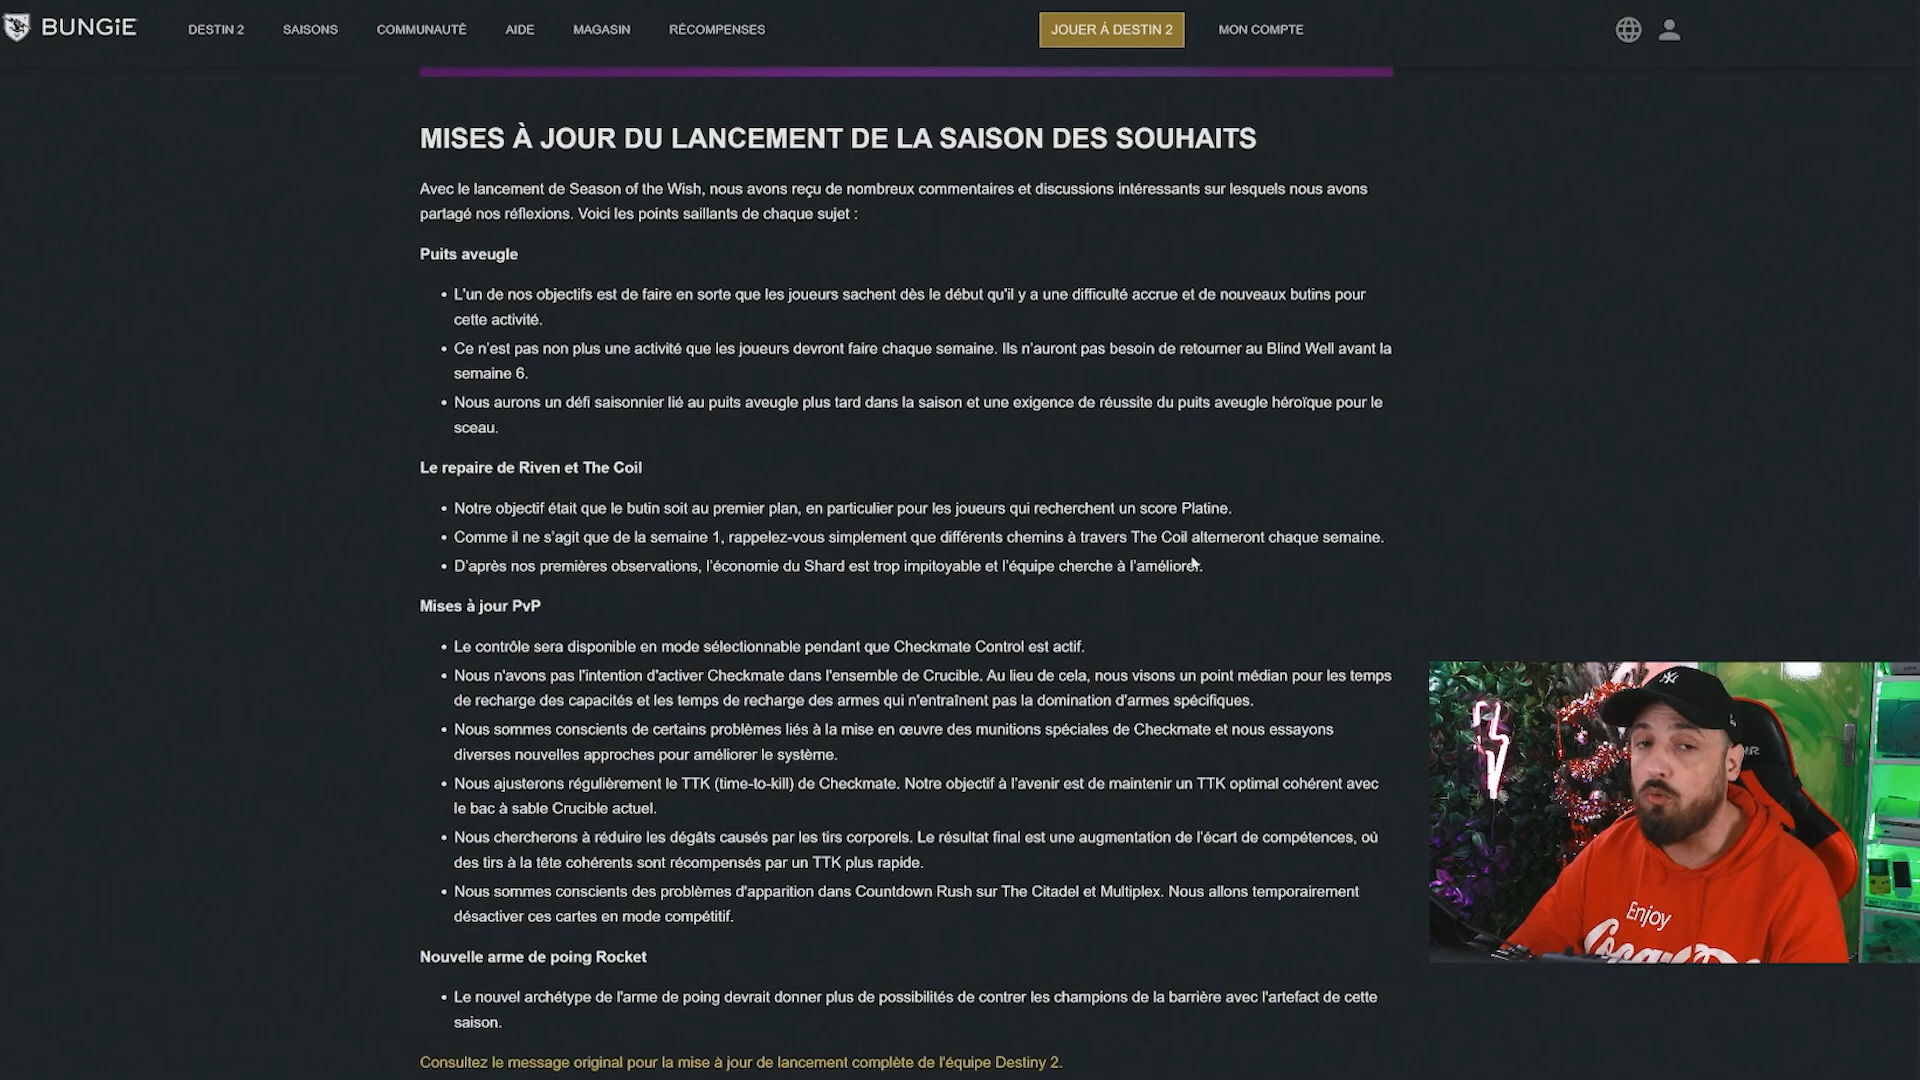 BUNGiE
DESTIN 2
SAISONS
COMMUNAUTÉ
AIDE
MAGASIN
RÉCOMPENSES
JOUER À DESTIN 2
MON COMPTE
MISES À JOUR DU LANCEMENT DE LA SAISON DES SOUHAITS
Avec le lancement de Season of the Wish, nous avons reçu de nombreux commentaires et discussions intéressants sur lesquels nous avons
partagé nos réflexions. Voici les points saillants de chaque sujet :
Puits aveugle
• L'un de nos objectifs est de faire en sorte que les joueurs sachent dès le début qu'il y a une difficulté accrue et de nouveaux butins pour
cette activité.
• Ce n'est pas non plus une activité que les joueurs devront faire chaque semaine. Ils n'auront pas besoin de retourner au Blind Well avant la
semaine 6.
• Nous aurons un défi saisonnier lié au puits aveugle plus tard dans la saison et une exigence de réussite du puits aveugle héroïque pour le
sceau.
Le repaire de Riven et The Coil
• Notre objectif était que le butin soit au premier plan, en particulier pour les joueurs qui recherchent un score Platine.
• Comme il ne s'agit que de la semaine 1, rappelez-vous simplement que différents chemins à travers The Coil alterneront chaque semaine.
• D'après nos premières observations, l'économie du Shard est trop impitoyable et l'équipe cherche à l'améliorer.
Mises à jour PvP
• Le contrôle sera disponible en mode sélectionnable pendant que Checkmate Control est actif.
• Nous n'avons pas l'intention d'activer Checkmate dans l'ensemble de Crucible. Au lieu de cela, nous visons un point médian pour les temps
de recharge des capacités et les temps de recharge des armes qui n'entraînent pas la domination d'armes spécifiques.
• Nous sommes conscients de certains problèmes liés à la mise en œuvre des munitions spéciales de Checkmate et nous essayons
diverses nouvelles approches pour améliorer le système.
• Nous ajusterons régulièrement le TTK (time-to-kill) de Checkmate. Notre objectif à l'avenir est de maintenir un TTK optimal cohérent avec
le bac à sable Crucible actuel.
• Nous chercherons à réduire les dégâts causés par les tirs corporels. Le résultat final est une augmentation de l'écart de compétences, où
des tirs à la tête cohérents sont récompensés par un TTK plus rapide.
• Nous sommes conscients des problèmes d'apparition dans Countdown Rush sur The Citadel et Multiplex. Nous allons temporairement
désactiver ces cartes en mode compétitif.
Nouvelle arme de poing Rocket
• Le nouvel archétype de l'arme de poing devrait donner plus de possibilités de contrer les champions de la barrière avec l'artefact de cette
saison.
Consultez le message original pour la mise à jour de lancement complète de l'équipe Destiny 2.
Enjoy